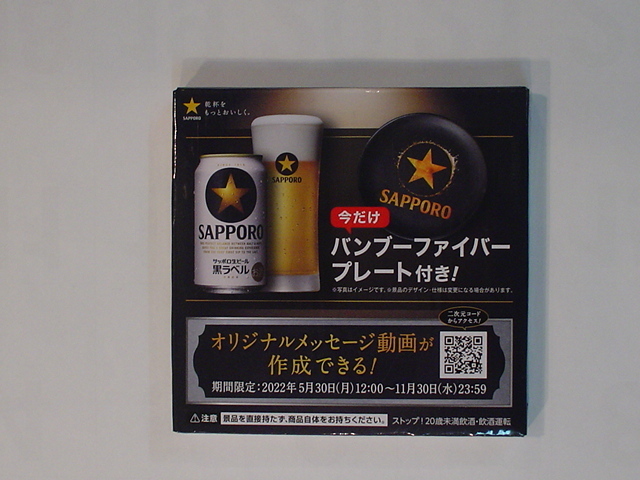 乾杯を
もっとおいしく。
SAPPORO
SAPPORO
SAPPORO
SAPPORO
サッポロ生ビール
黒ラベル
今だけ
バンブーファイバー
プレート付き!
※写真はイメージです。※景品のデザイン・仕様は変更になる場合があります。
二次元コード
からアクセス!
オリジナルメッセージ動画が
作成できる!
期間限定:2022年5月30日(月)12:00〜11月30日(水)23:59
注意 景品を直接持たず、商品自体をお持ちください。 ストップ!20歳未満飲酒・飲酒運転